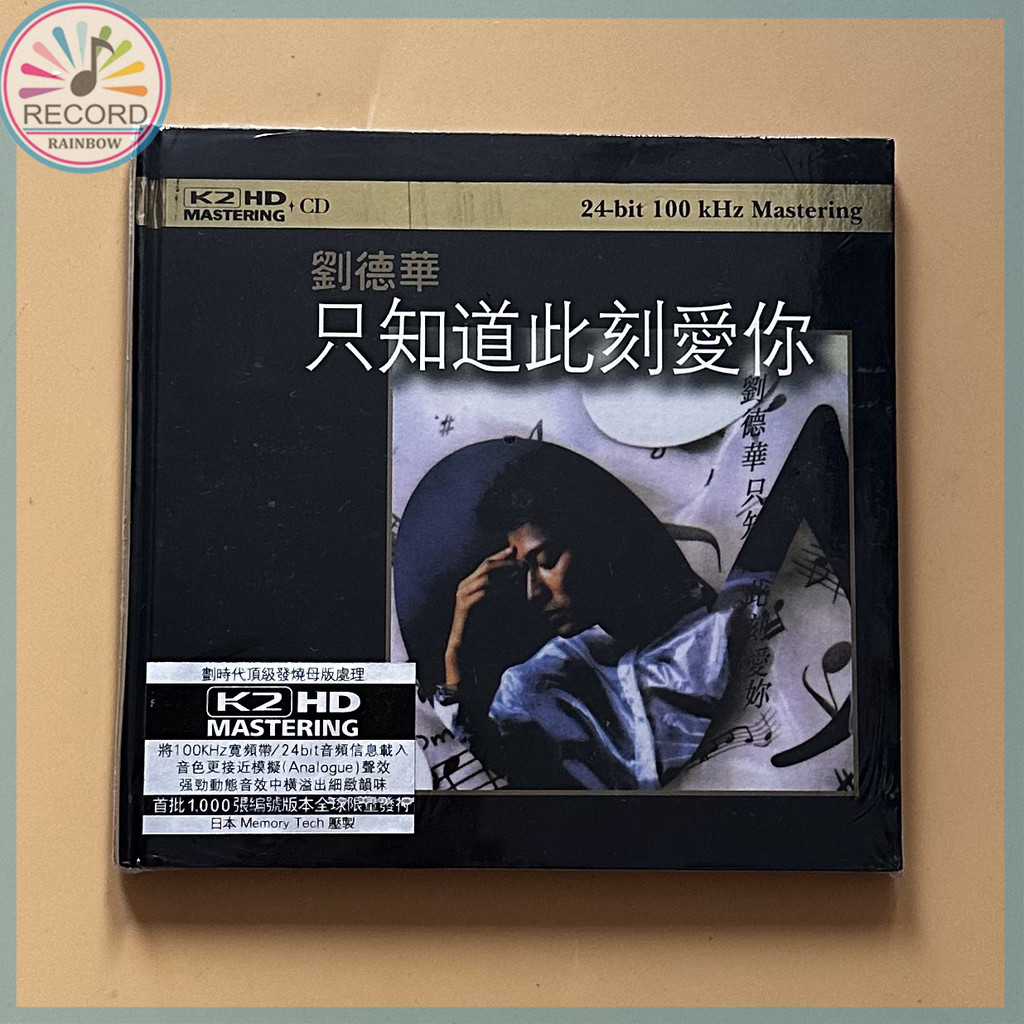 RECORD
RAINBOW
K2 HD
MASTERING
CD
24-bit 100 kHz Mastering
劉德華
只知道此刻愛你
劉德華只知
此刻愛妳
劃時代頂級發燒母版處理
K2 HD
MASTERING
將100KHz寬頻帶/24bit音頻信息載入
音色更接近模擬(Analogue)聲效
强勁動態音效中橫溢出細緻韻味
首批1.000張编號版本全球限量發行
日本 Memory Tech 壓製